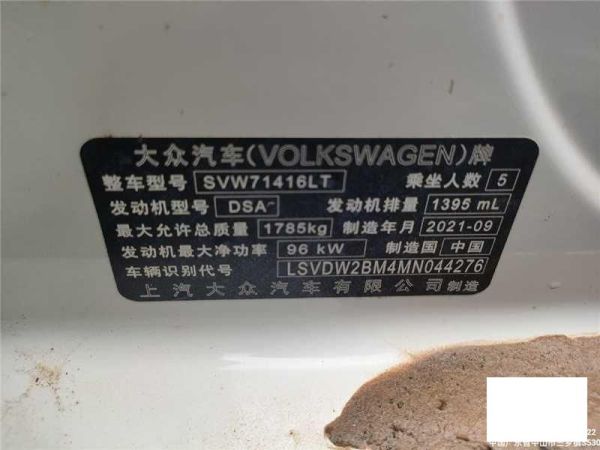 大众汽车(VOLKSWAGEN)牌
整车型号 SVW71416LT 乘坐人数 5
发动机型号 DSA 发动机排量 1395 mL
最大允许总质量 1785kg 制造年月 2021-09
发动机最大净功率 96 kW 制造国 中国
车辆识别代号 LSVDW2BM4MN044276
上汽大众汽车有限公司 制造
22